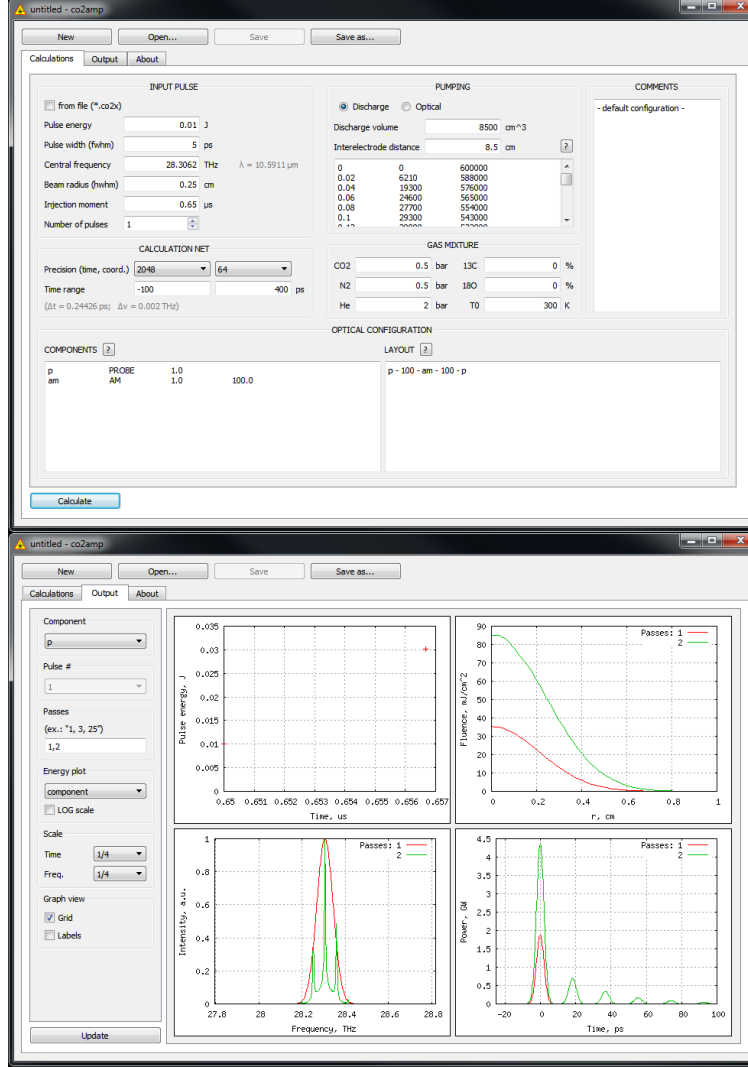 untitled - co2amp
New Open... Save Save as...
Calculations Output About
INPUT PULSE
from file (*.co2x)
Pulse energy 0.01 J
Pulse width (fwhm) 5 ps
Central frequency 28.3062 THz λ = 10.5911 µm
Beam radius (hwhm) 0.25 cm
Injection moment 0.65 µs
Number of pulses 1
PUMPING
Discharge Optical
Discharge volume 8500 cm^3
Interelectrode distance 8.5 cm ?
0 0 600000
0.02 6210 588000
0.04 19300 576000
0.06 24600 565000
0.08 27700 554000
0.1 29300 543000
COMMENTS
- default configuration -
CALCULATION NET
Precision (time, coord.) 2048 64
Time range -100 400 ps
(Δt = 0.24426 ps; Δv = 0.002 THz)
GAS MIXTURE
CO2 0.5 bar 13C 0 %
N2 0.5 bar 18O 0 %
He 2 bar T0 300 K
OPTICAL CONFIGURATION
COMPONENTS ?
p PROBE 1.0
am AM 1.0 100.0
LAYOUT ?
p - 100 - am - 100 - p
Calculate
untitled - co2amp
New Open... Save Save as...
Calculations Output About
Component
p
Pulse #
1
Passes
(ex.: "1, 3, 25")
1,2
Energy plot
component
LOG scale
Scale
Time 1/4
Freq. 1/4
Graph view
Grid
Labels
Update
Pulse energy, J
0.035
0.03
0.025
0.02
0.015
0.01
0.005
0
0.65 0.651 0.652 0.653 0.654 0.655 0.656 0.657
Time, us
Fluence, mJ/cm^2
90
80
70
60
50
40
30
20
10
0
0 0.2 0.4 0.6 0.8 1
r, cm
Passes: 1
2
Intensity, a.u.
1
0.8
0.6
0.4
0.2
0
27.8 28 28.2 28.4 28.6 28.8
Frequency, THz
Passes: 1
2
Power, GW
4.5
4
3.5
3
2.5
2
1.5
1
0.5
0
-20 0 20 40 60 80 100
Time, ps
Passes: 1
2